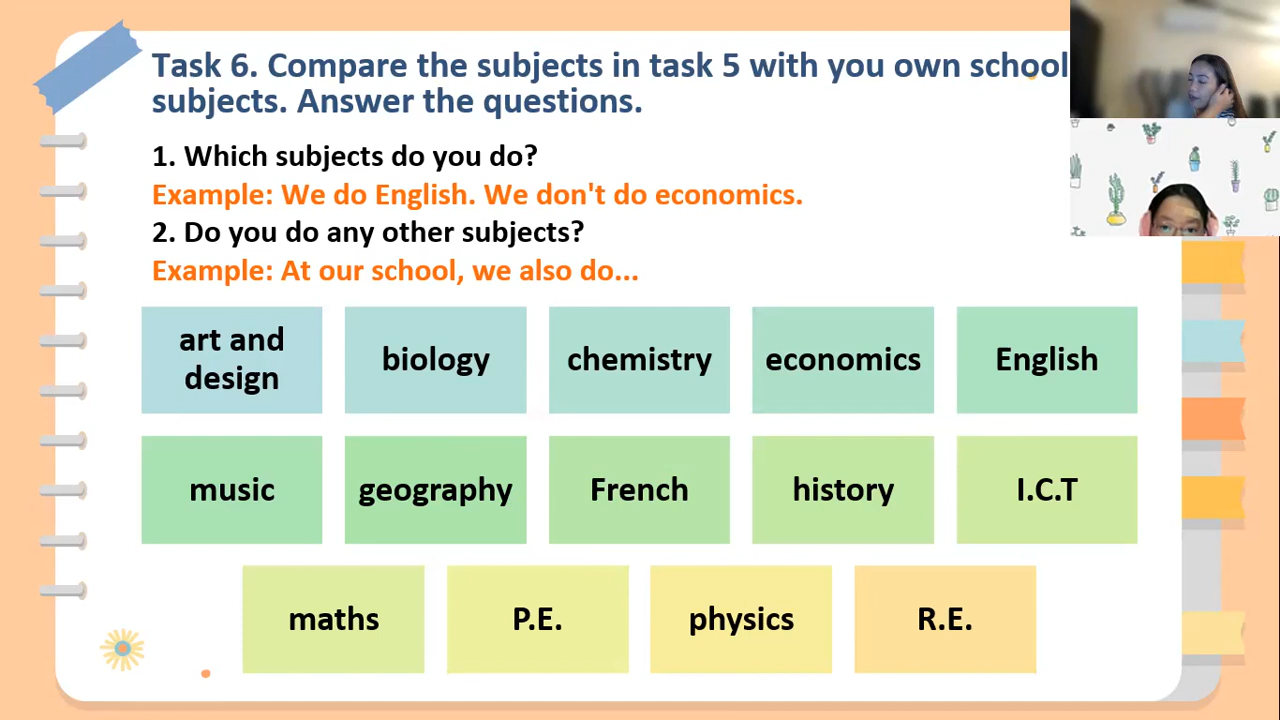 Task 6. Compare the subjects in task 5 with you own school
subjects. Answer the questions.
1. Which subjects do you do?
Example: We do English. We don't do economics.
2. Do you do any other subjects?
Example: At our school, we also do...
art and
design
biology
chemistry
economics
English
music
geography
French
history
I.C.T
maths
P.E.
physics
R.E.